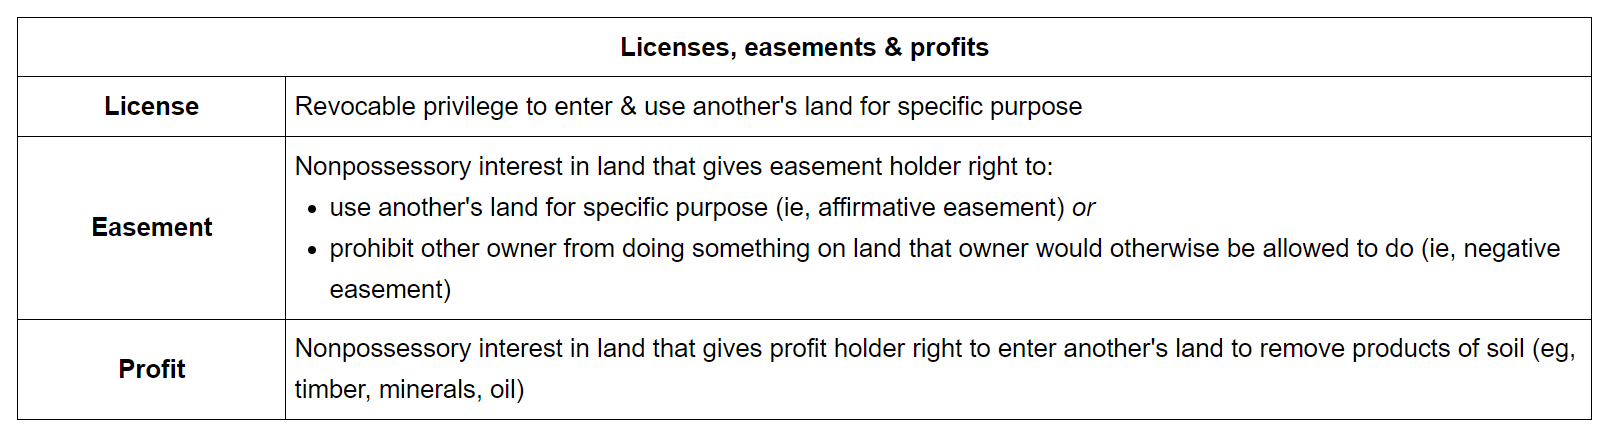 Licenses, easements & profits
License
Revocable privilege to enter & use another's land for specific purpose
Easement
Nonpossessory interest in land that gives easement holder right to:
• use another's land for specific purpose (ie, affirmative easement) or
• prohibit other owner from doing something on land that owner would otherwise be allowed to do (ie, negative
easement)
Profit
Nonpossessory interest in land that gives profit holder right to enter another's land to remove products of soil (eg,
timber, minerals, oil)